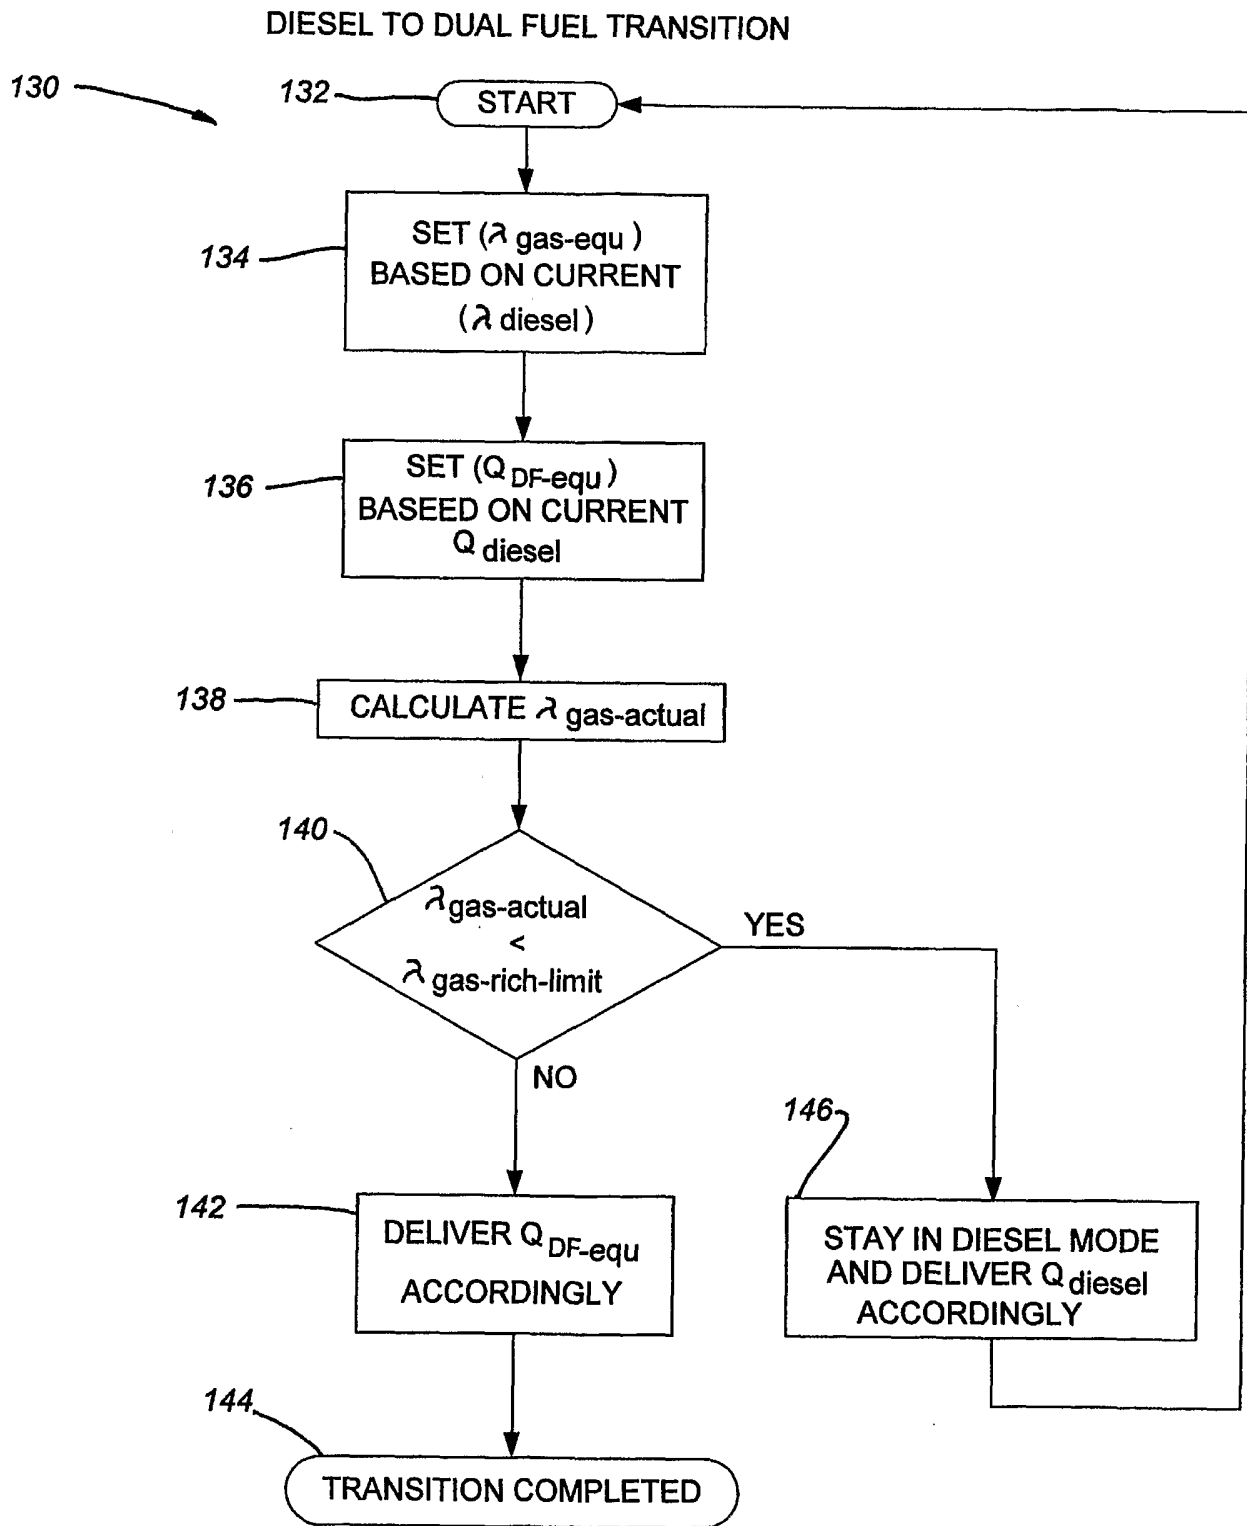 DIESEL TO DUAL FUEL TRANSITION
130
132
START
134
SET (λ gas-equ)
BASED ON CURRENT
(λ diesel)
136
SET (Q DF-equ)
BASEED ON CURRENT
Q diesel
138
CALCULATE λ gas-actual
140
λ gas-actual
<
λ gas-rich-limit
YES
NO
146
142
DELIVER Q DF-equ
ACCORDINGLY
STAY IN DIESEL MODE
AND DELIVER Q diesel
ACCORDINGLY
144
TRANSITION COMPLETED